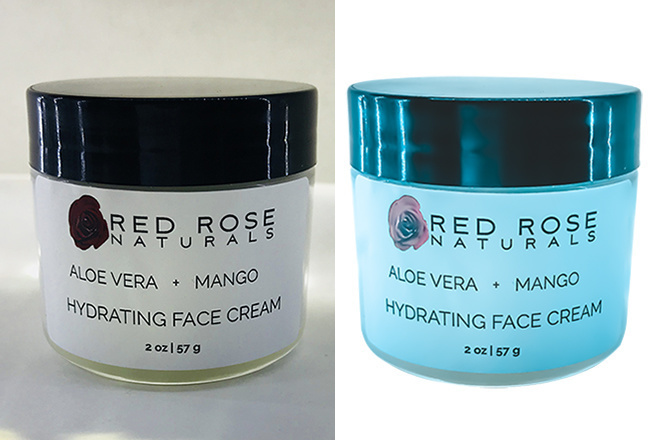 RED ROSE
NATURALS
ALOE VERA + MANGO
HYDRATING FACE CREAM
2 oz | 57 g
RED ROSE
NATURALS
ALOE VERA + MANGO
HYDRATING FACE CREAM
2 oz | 57 g